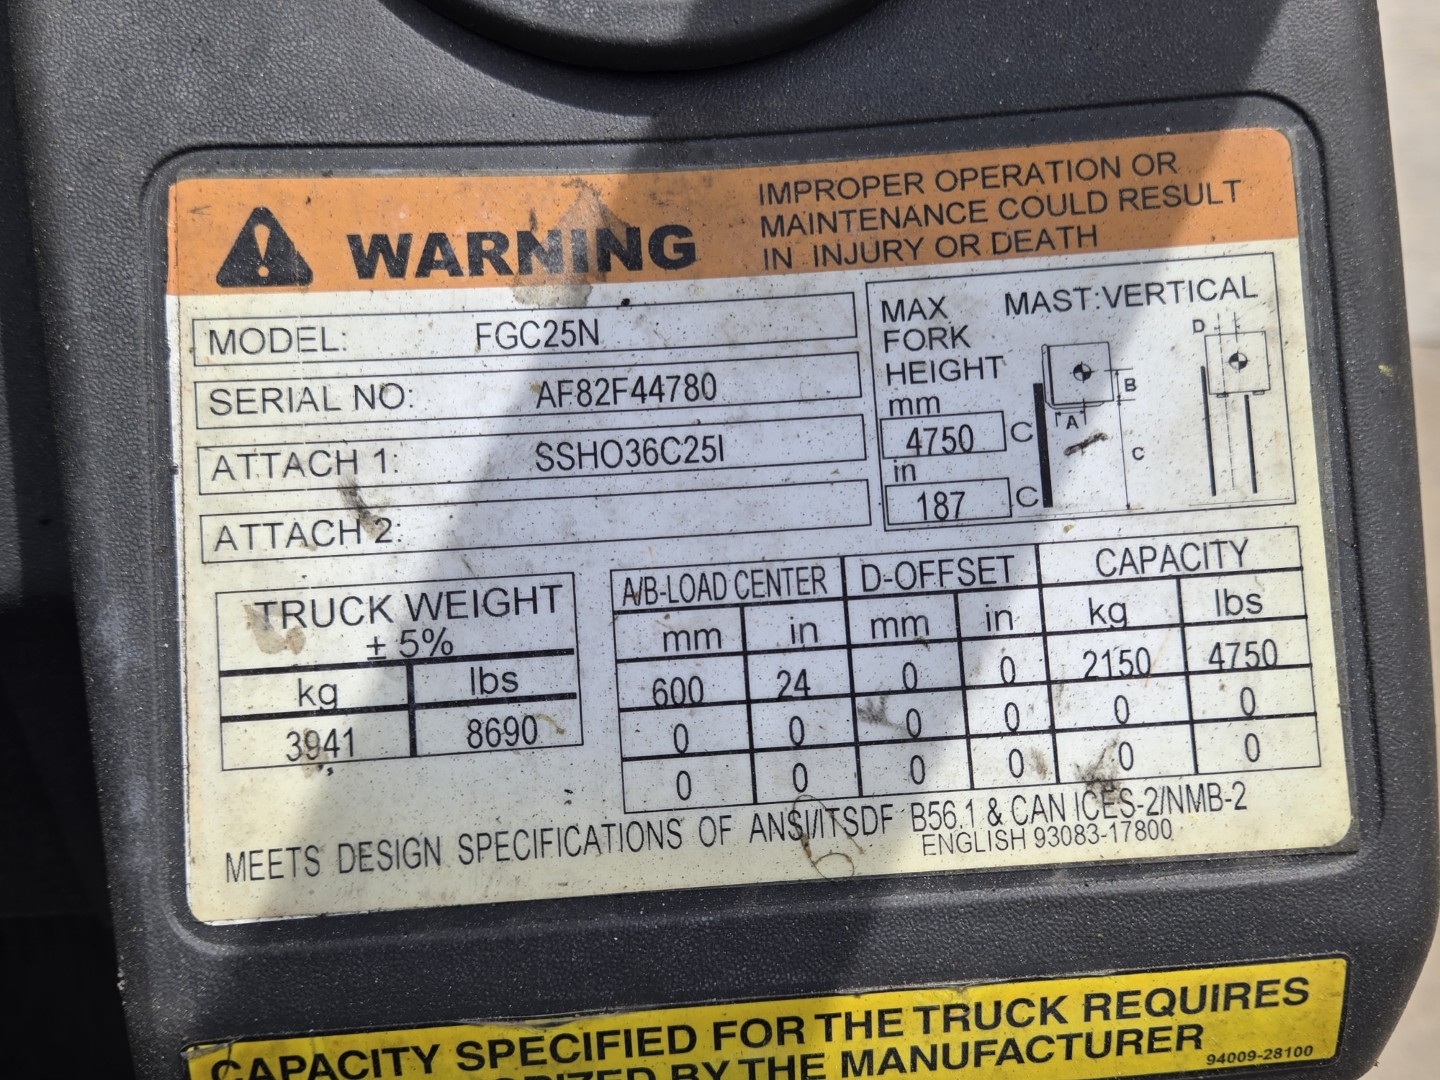 WARNING
IMPROPER OPERATION OR
MAINTENANCE COULD RESULT
IN INJURY OR DEATH
MODEL: FGC25N
SERIAL NO: AF82F44780
ATTACH 1: SSHO36C25I
ATTACH 2:
MAX FORK HEIGHT
MAST:VERTICAL
mm
4750 C
in
187 C
A
B
C
D
TRUCK WEIGHT
± 5%
kg lbs
3941 8690
A/B-LOAD CENTER D-OFFSET CAPACITY
mm in mm in kg lbs
600 24 0 0 2150 4750
0 0 0 0 0 0
0 0 0 0 0 0
MEETS DESIGN SPECIFICATIONS OF ANSI/ITSDF B56.1 & CAN ICES-2/NMB-2
ENGLISH 93083-17800
CAPACITY SPECIFIED FOR THE TRUCK REQUIRES
BY THE MANUFACTURER
94009-28100